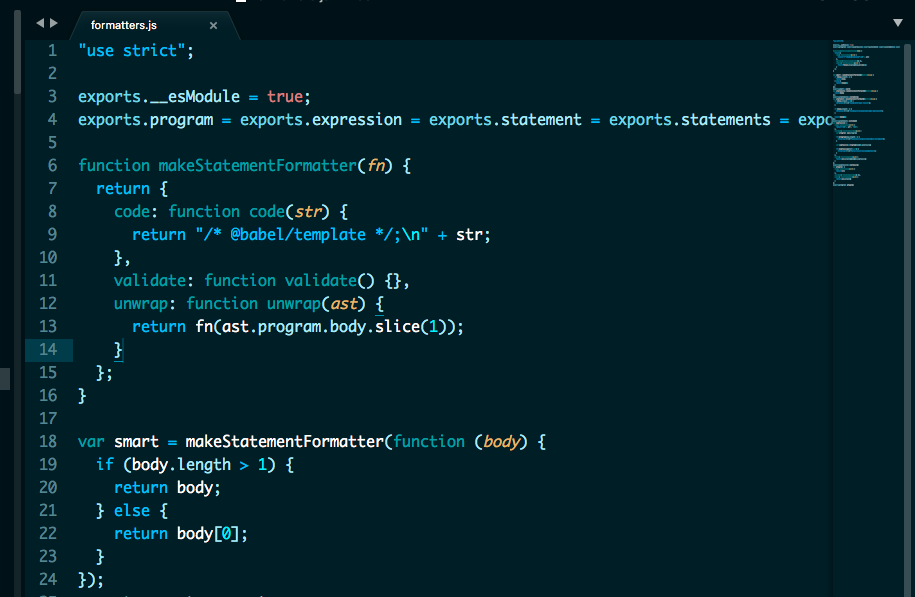 formatters.js ×
1 "use strict";
2
3 exports.__esModule = true;
4 exports.program = exports.expression = exports.statement = exports.statements = expo
5
6 function makeStatementFormatter(fn) {
7   return {
8     code: function code(str) {
9       return "/* @babel/template */;\n" + str;
10     },
11     validate: function validate() {},
12     unwrap: function unwrap(ast) {
13       return fn(ast.program.body.slice(1));
14     }
15   };
16 }
17
18 var smart = makeStatementFormatter(function (body) {
19   if (body.length > 1) {
20     return body;
21   } else {
22     return body[0];
23   }
24 });